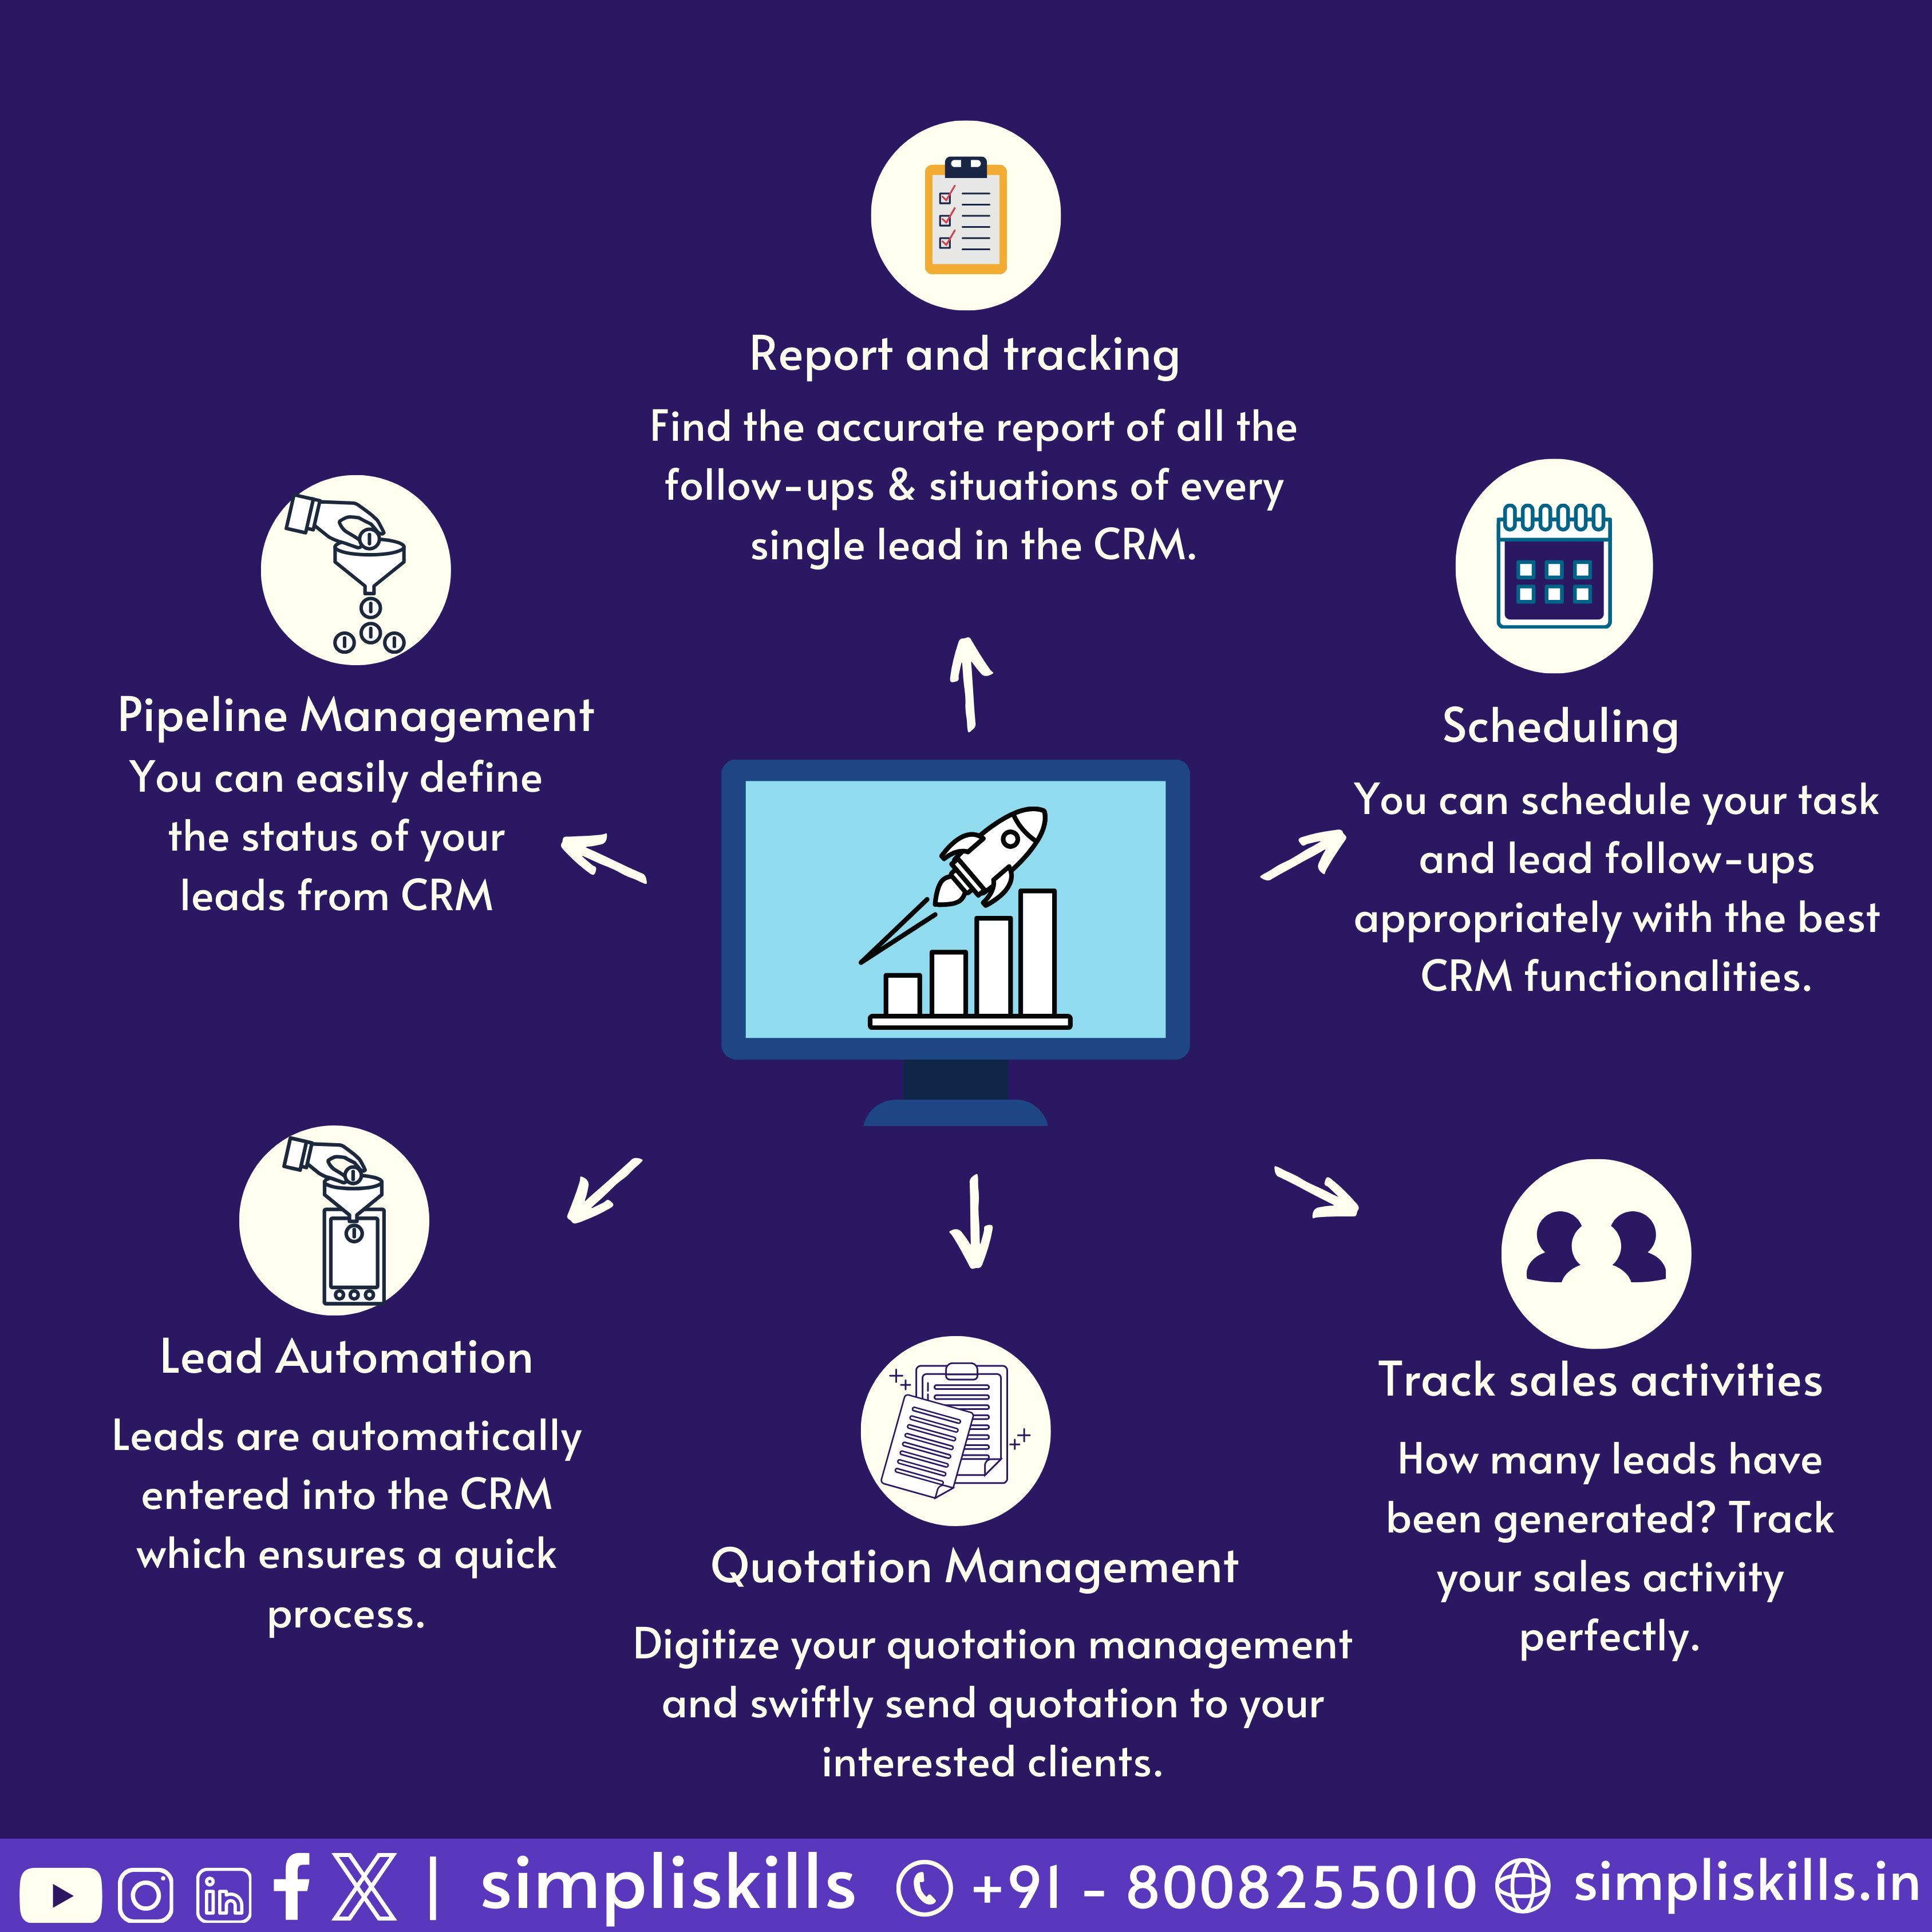 Report and tracking
Find the accurate report of all the
follow-ups & situations of every
single lead in the CRM.
Pipeline Management
You can easily define
the status of your
leads from CRM
Scheduling
You can schedule your task
and lead follow-ups
appropriately with the best
CRM functionalities.
Lead Automation
Leads are automatically
entered into the CRM
which ensures a quick
process.
Quotation Management
Digitize your quotation management
and swiftly send quotation to your
interested clients.
Track sales activities
How many leads have
been generated? Track
your sales activity
perfectly.
| simpliskills +91 - 8008255010 simpliskills.in